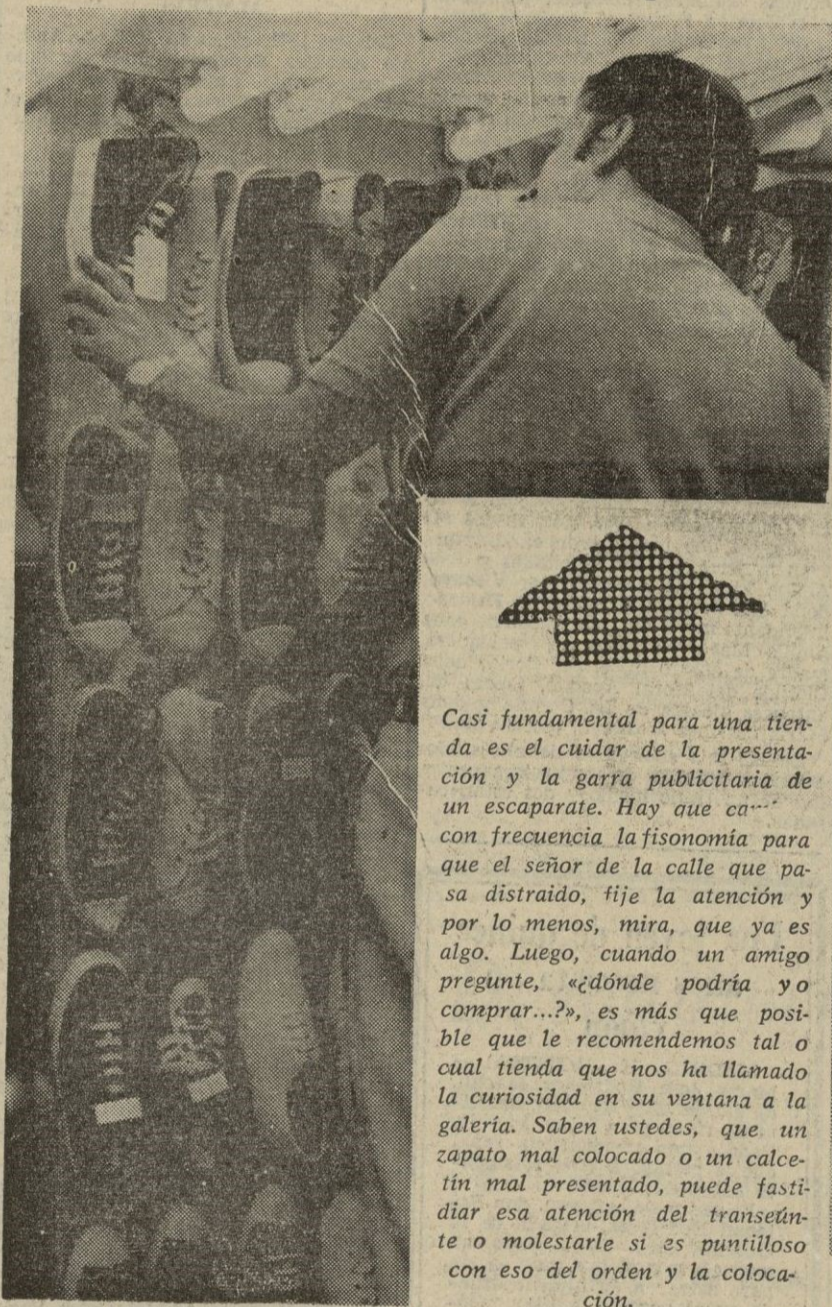 Casi fundamental para una tien-
da es el cuidar de la presenta-
ción y la garra publicitaria de
un escaparate. Hay que
con frecuencia la fisonomía para
que el señor de la calle que pa-
sa distraido, fije la atención y
por lo menos, mira, que ya es
algo. Luego, cuando un amigo
pregunte, «¿dónde podría yo
comprar...?», es más que posi-
ble que le recomendemos tal o
cual tienda que nos ha llamado
la curiosidad en su ventana a la
galería. Saben ustedes, que un
zapato mal colocado o un calce-
tín mal presentado, puede fasti-
diar esa atención del transeún-
te o molestarle si es puntilloso
con eso del orden y la coloca-
ción.